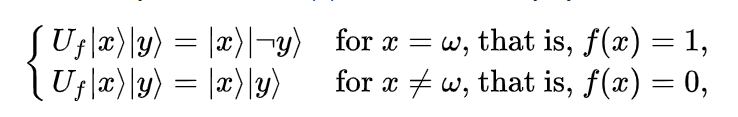 U_f|x⟩|y⟩ = |x⟩|¬y⟩ for x = ω, that is, f(x) = 1,
U_f|x⟩|y⟩ = |x⟩|y⟩ for x ≠ ω, that is, f(x) = 0,